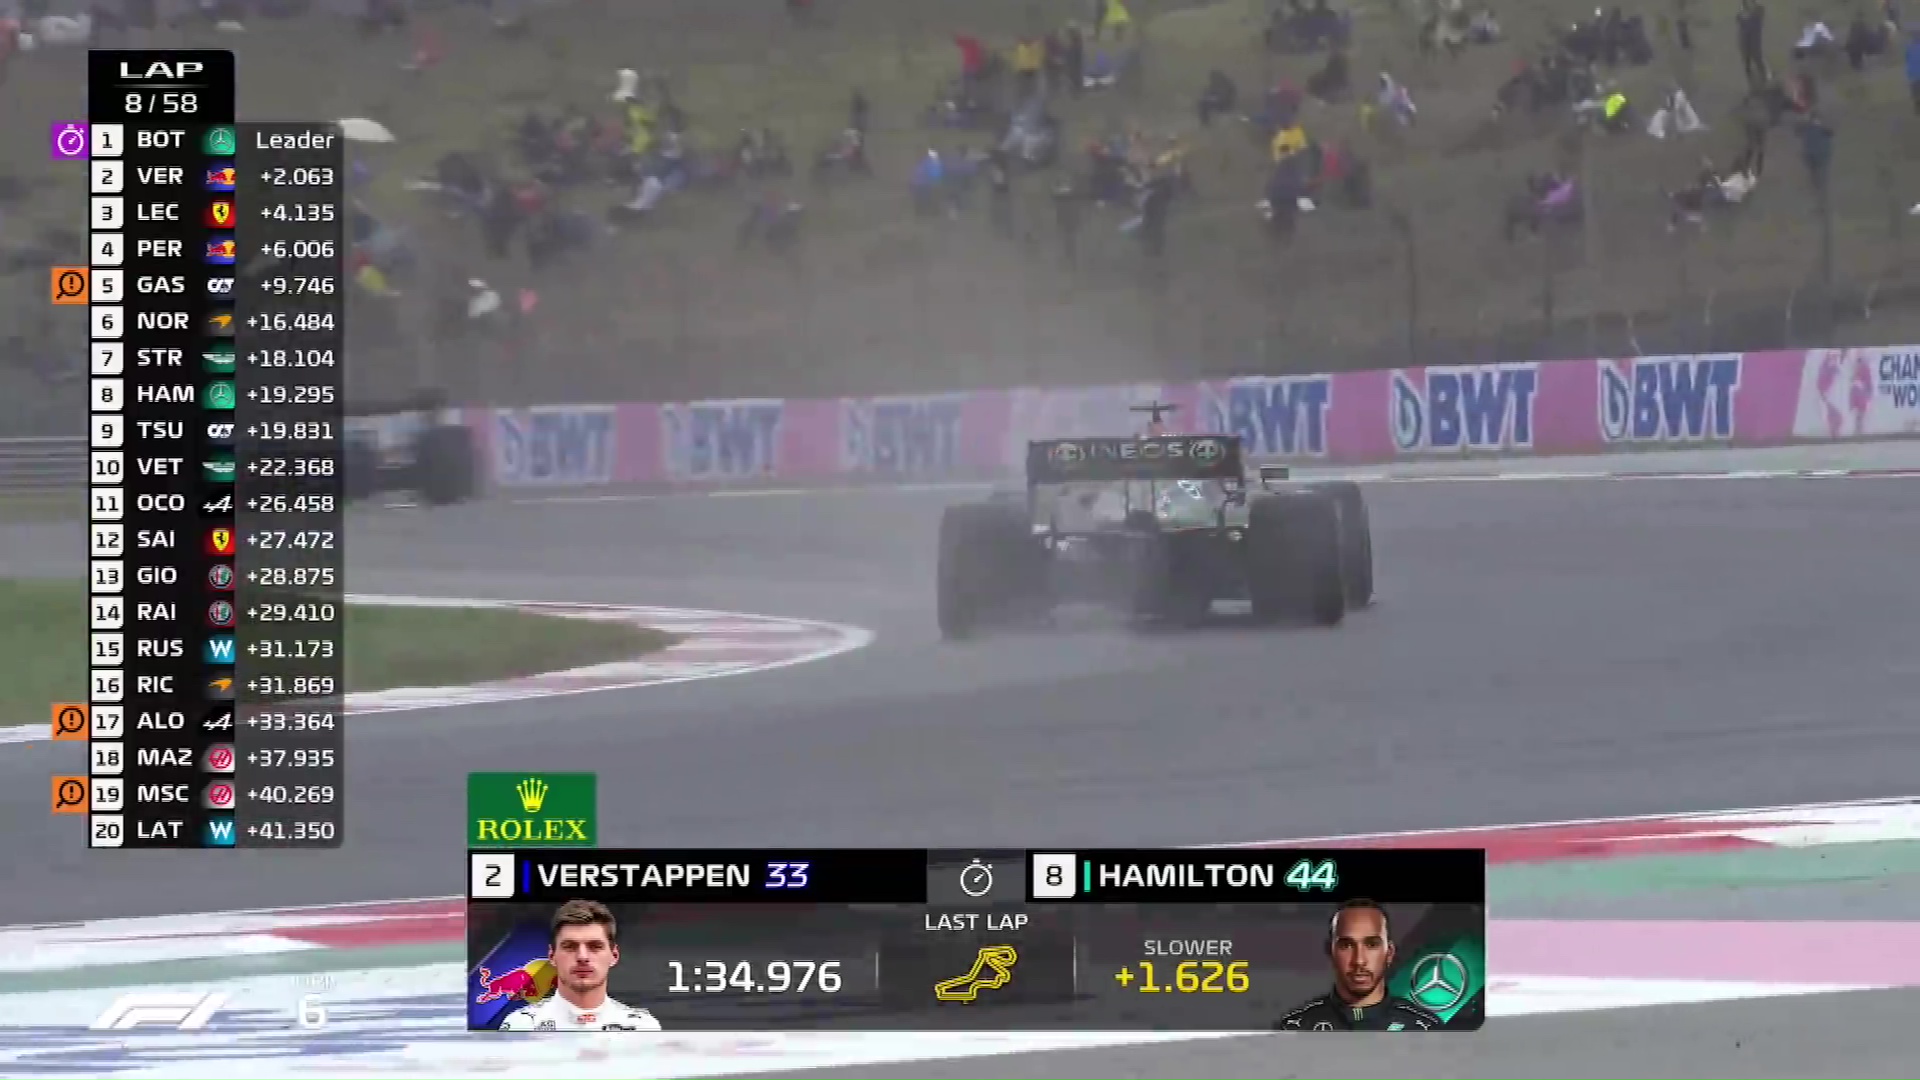 LAP
8/58
1 BOT Leader
2 VER +2.063
3 LEC +4.135
4 PER +6.006
5 GAS +9.746
6 NOR +16.484
7 STR +18.104
8 HAM +19.295
9 TSU +19.831
10 VET +22.368
11 OCO +26.458
12 SAI +27.472
13 GIO +28.875
14 RAI +29.410
15 RUS W +31.173
16 RIC +31.869
17 ALO +33.364
18 MAZ +37.935
19 MSC +40.269
20 LAT W +41.350
BWT BWT BWT BWT BWT BWT
INEOS
ROLEX
2 VERSTAPPEN 33
8 HAMILTON 44
LAST LAP
1:34.976
SLOWER
+1.626
F1
TURN
6